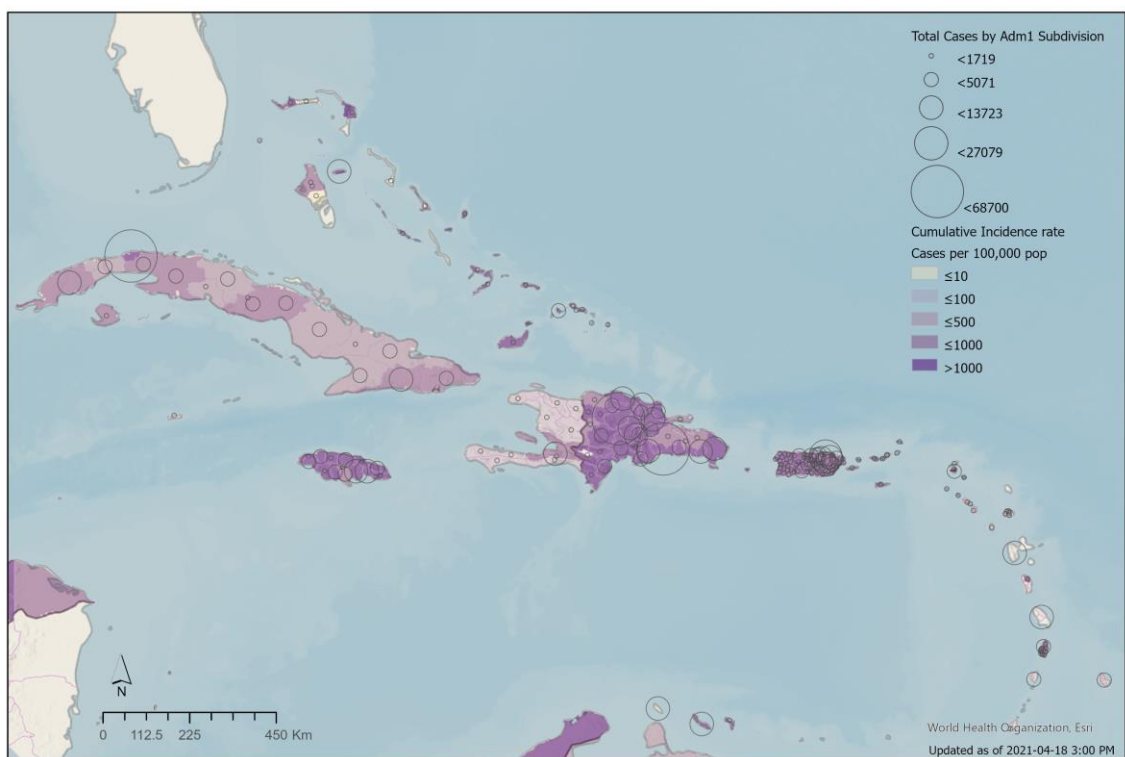 Total Cases by Adm1 Subdivision
<1719
<5071
<13723
<27079
<68700
Cumulative Incidence rate
Cases per 100,000 pop
≤10
≤100
≤500
≤1000
>1000
N
0 112.5 225 450 Km
World Health Organization, Esri
Updated as of 2021-04-18 3:00 PM